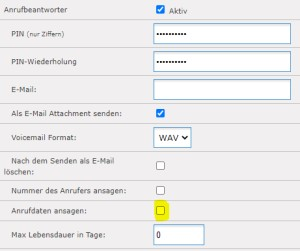 Anrufbeantworter Aktiv
PIN (nur Ziffern) ••••••••••
PIN-Wiederholung ••••••••••
E-Mail:
Als E-Mail Attachment senden:
Voicemail Format: WAV
Nach dem Senden als E-Mail
löschen:
Nummer des Anrufers ansagen:
Anrufdaten ansagen:
Max Lebensdauer in Tage: 0